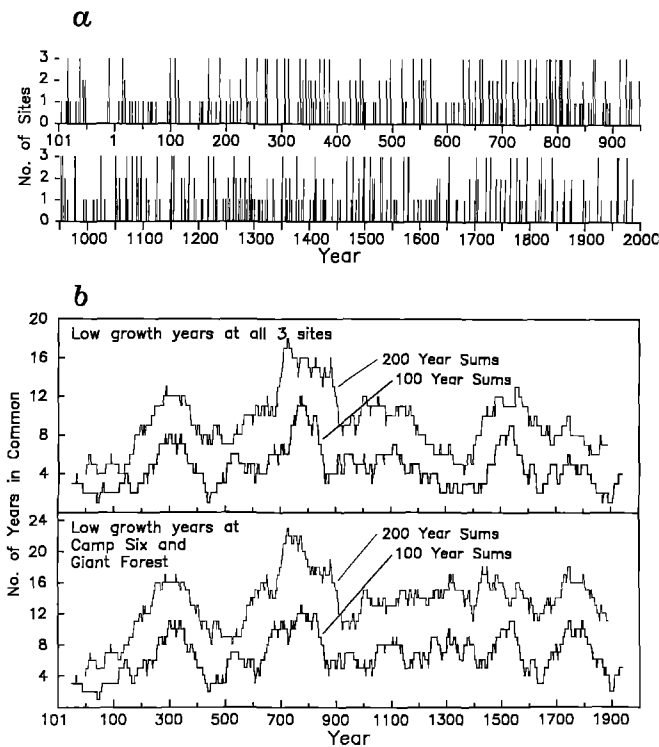 a
3
2
1
0
101 1 100 200 300 400 500 600 700 800 900
3
2
1
0
1000 1100 1200 1300 1400 1500 1600 1700 1800 1900 2000
No. of Sites
Year
b
20
16
12
8
4
Low growth years at all 3 sites
200 Year Sums
100 Year Sums
24
20
16
12
8
4
Low growth years at
Camp Six and
Giant Forest
200 Year Sums
100 Year Sums
No. of Years in Common
101 100 300 500 700 900 1100 1300 1500 1700 1900
Year